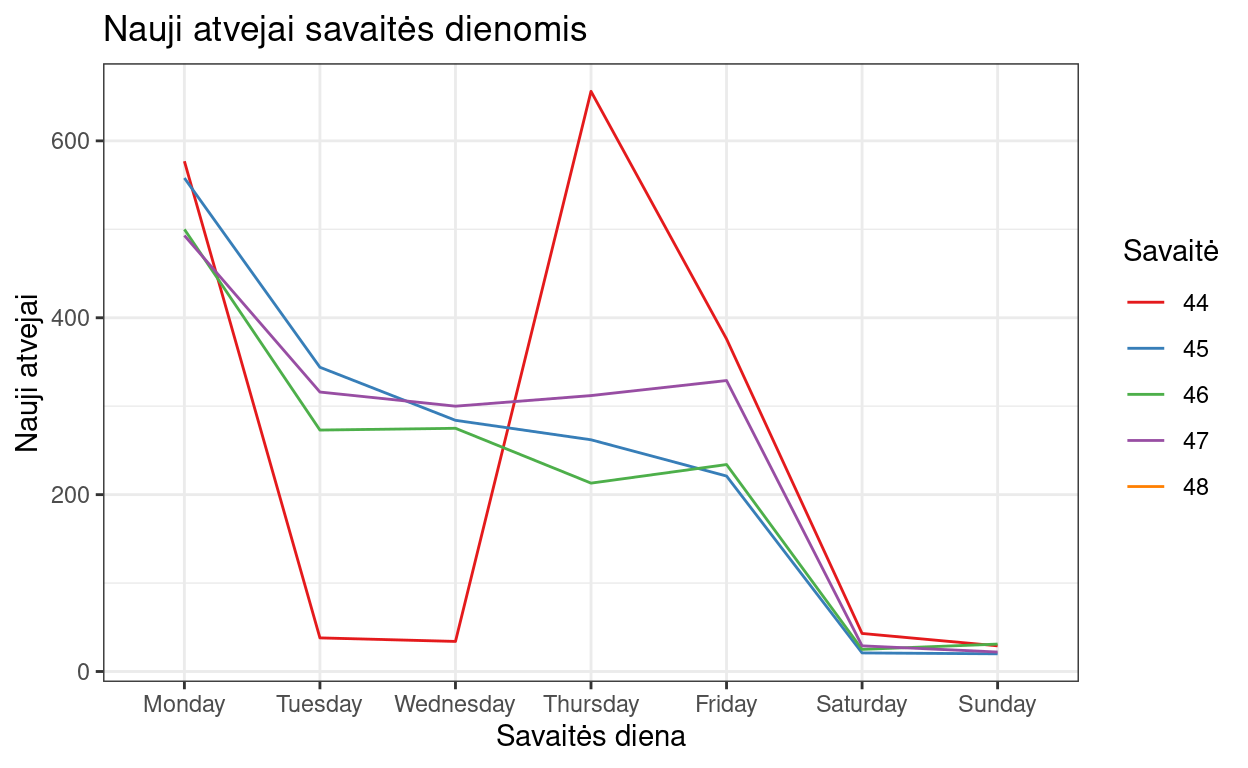 Nauji atvejai savaitės dienomis
Nauji atvejai
600
400
200
0
Monday Tuesday Wednesday Thursday Friday Saturday Sunday
Savaitės diena
Savaitė
44
45
46
47
48